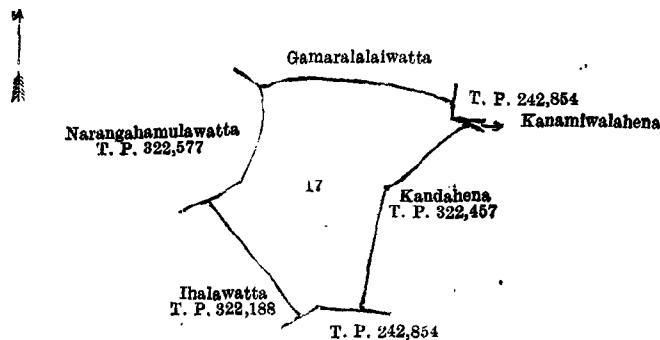 Gamaralalaiwatta
T. P. 242,854
Kanamiwalahena
Narangahamulawatta
T. P. 322,577
17
Kandahena
T. P. 322,457
Ihalawatta
T. P. 322,188
T. P. 242,854